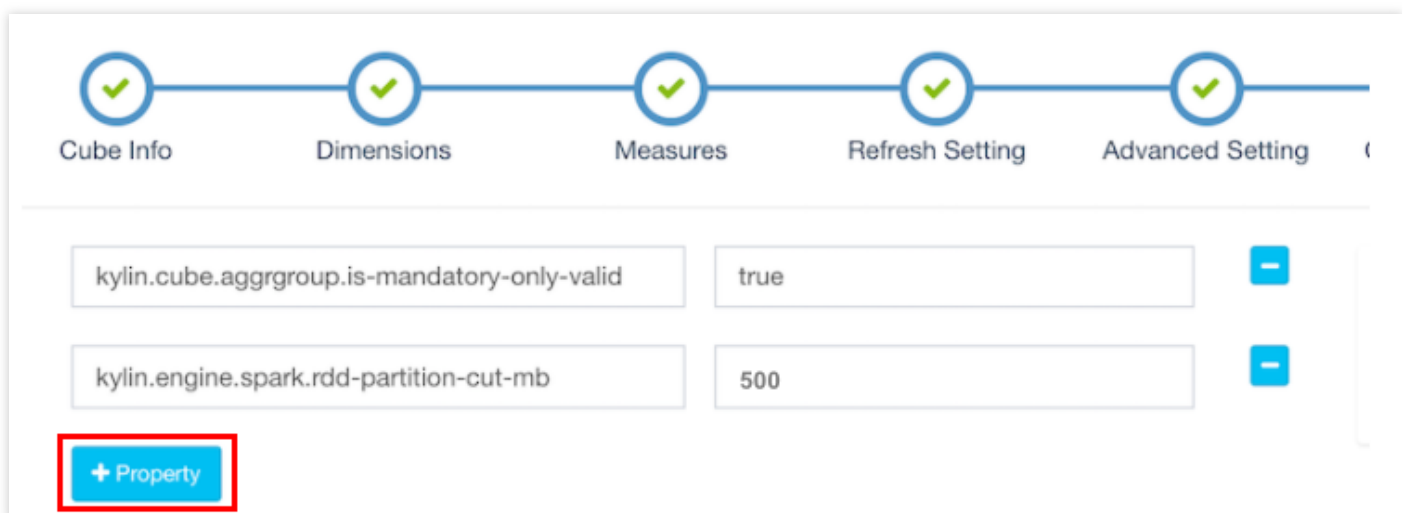 Cube Info Dimensions Measures Refresh Setting Advanced Setting
kylin.cube.aggrgroup.is-mandatory-only-valid true
kylin.engine.spark.rdd-partition-cut-mb 500
+ Property